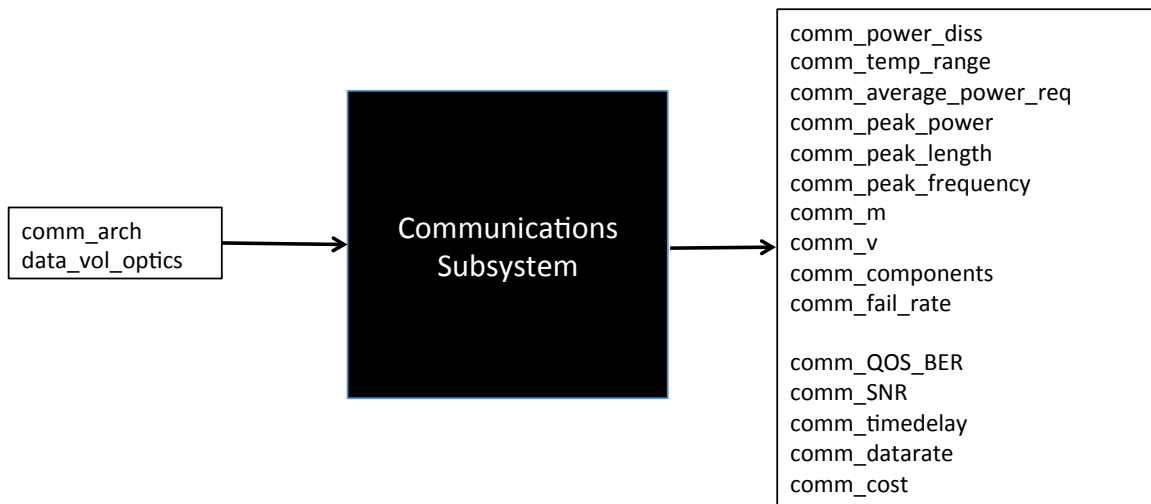 comm_arch
data_vol_optics
Communications
Subsystem
comm_power_diss
comm_temp_range
comm_average_power_req
comm_peak_power
comm_peak_length
comm_peak_frequency
comm_m
comm_v
comm_components
comm_fail_rate
comm_QOS_BER
comm_SNR
comm_timedelay
comm_datarate
comm_cost